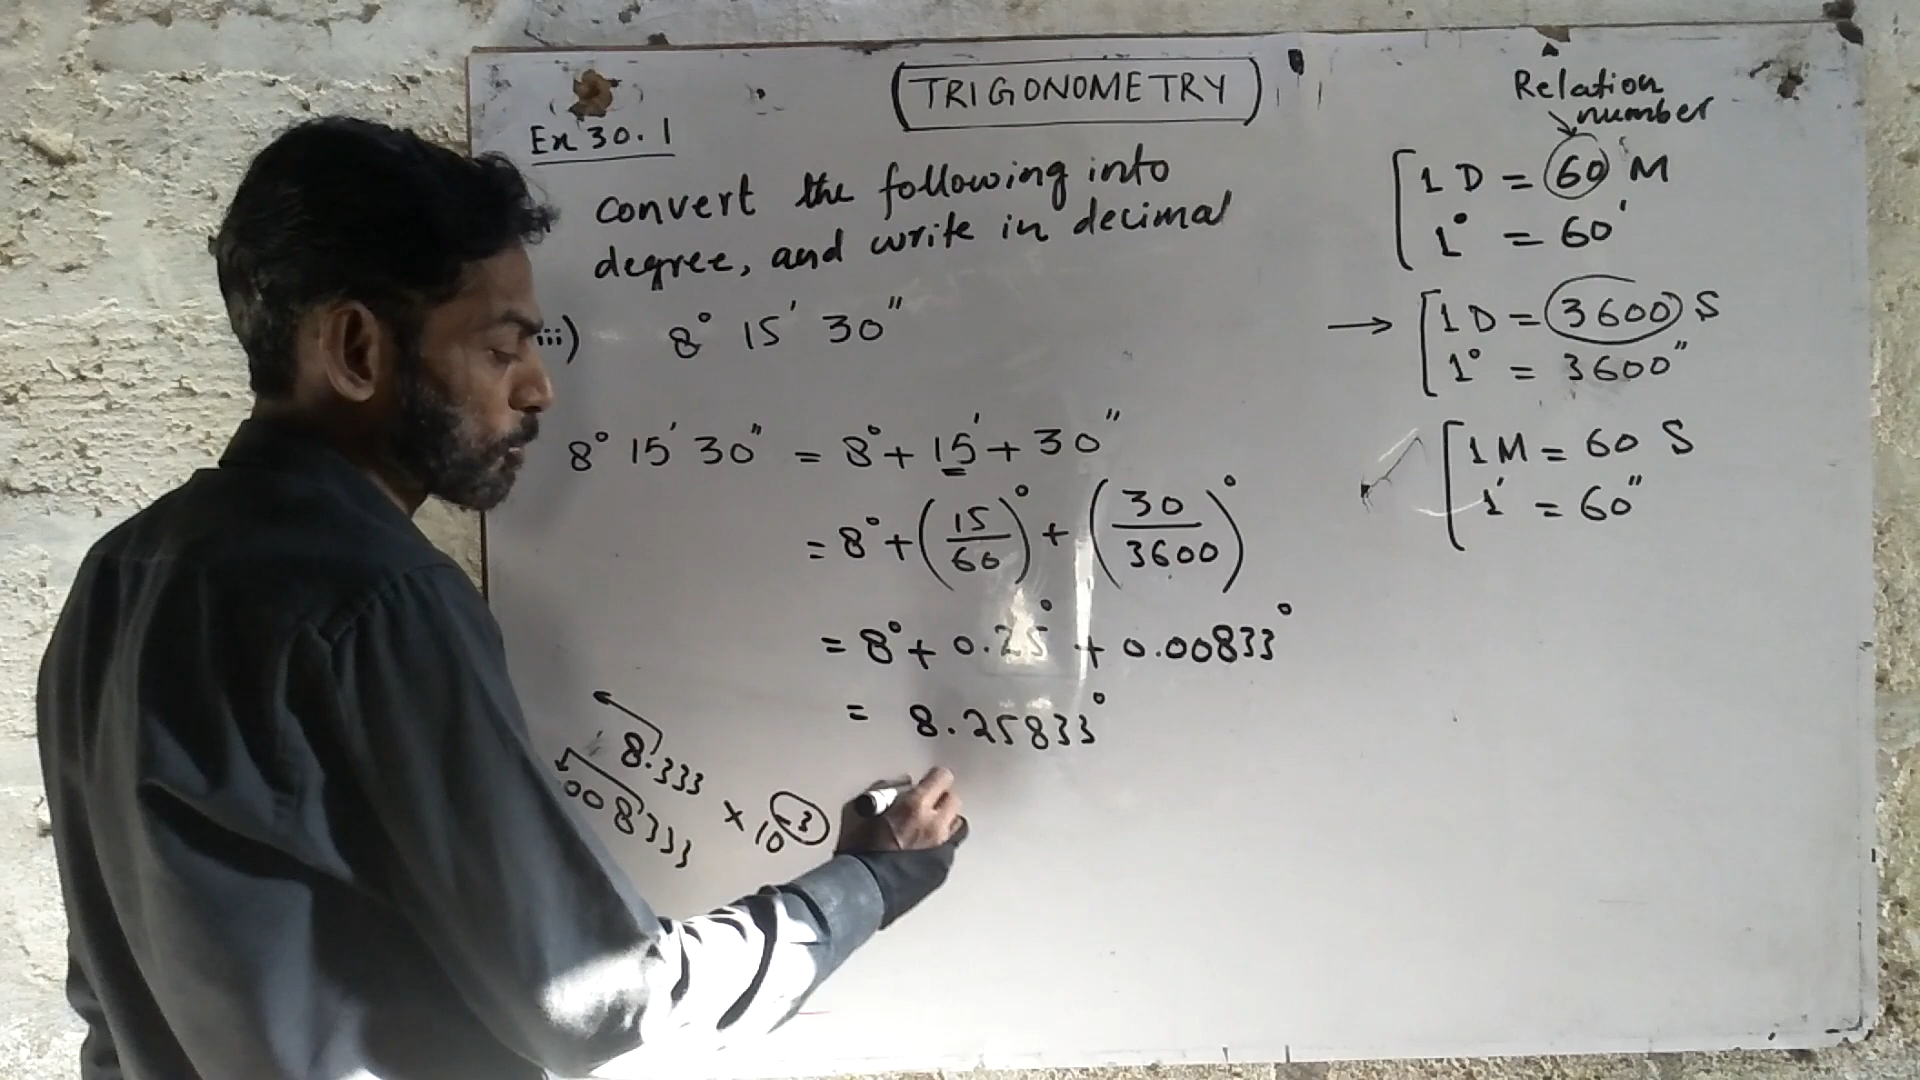 TRIGONOMETRY
Ex 30.1
convert the following into
degree, and write in decimal
iii) 8° 15' 30"
8° 15' 30" = 8° + 15' + 30"
= 8° + (15/60)° + (30/3600)°
= 8° + 0.25° + 0.00833°
= 8.25833°
8.333 × 10⁻³
008333
Relation
number
1 D = 60 M
1° = 60'
→ 1 D = 3600 S
1° = 3600"
1 M = 60 S
1' = 60"